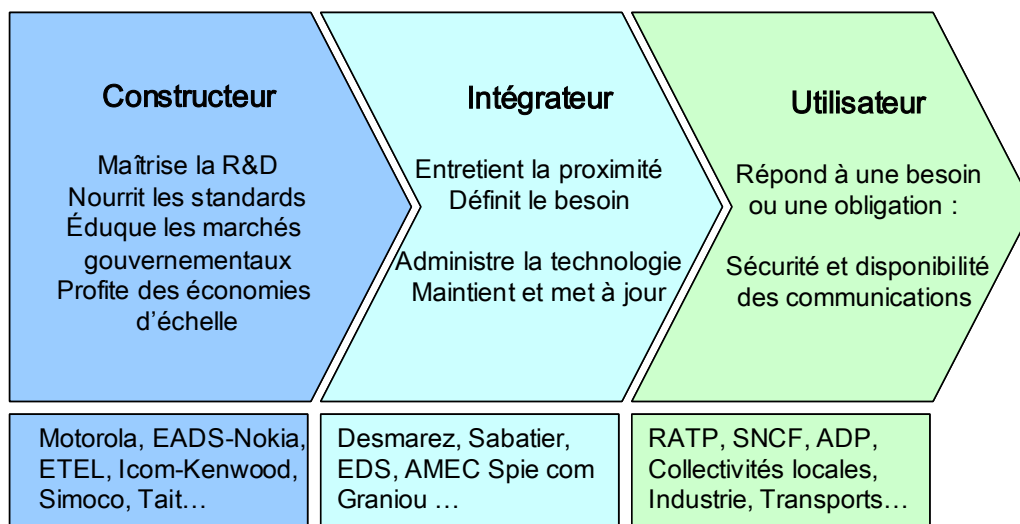 Constructeur
Maîtrise la R&D
Nourrit les standards
Éduque les marchés
gouvernementaux
Profite des économies
d’échelle
Intégrateur
Entretient la proximité
Définit le besoin
Administre la technologie
Maintient et met à jour
Utilisateur
Répond à une besoin
ou une obligation :
Sécurité et disponibilité
des communications
Motorola, EADS-Nokia,
ETEL, Icom-Kenwood,
Simoco, Tait…
Desmarez, Sabatier,
EDS, AMEC Spie com
Graniou …
RATP, SNCF, ADP,
Collectivités locales,
Industrie, Transports…